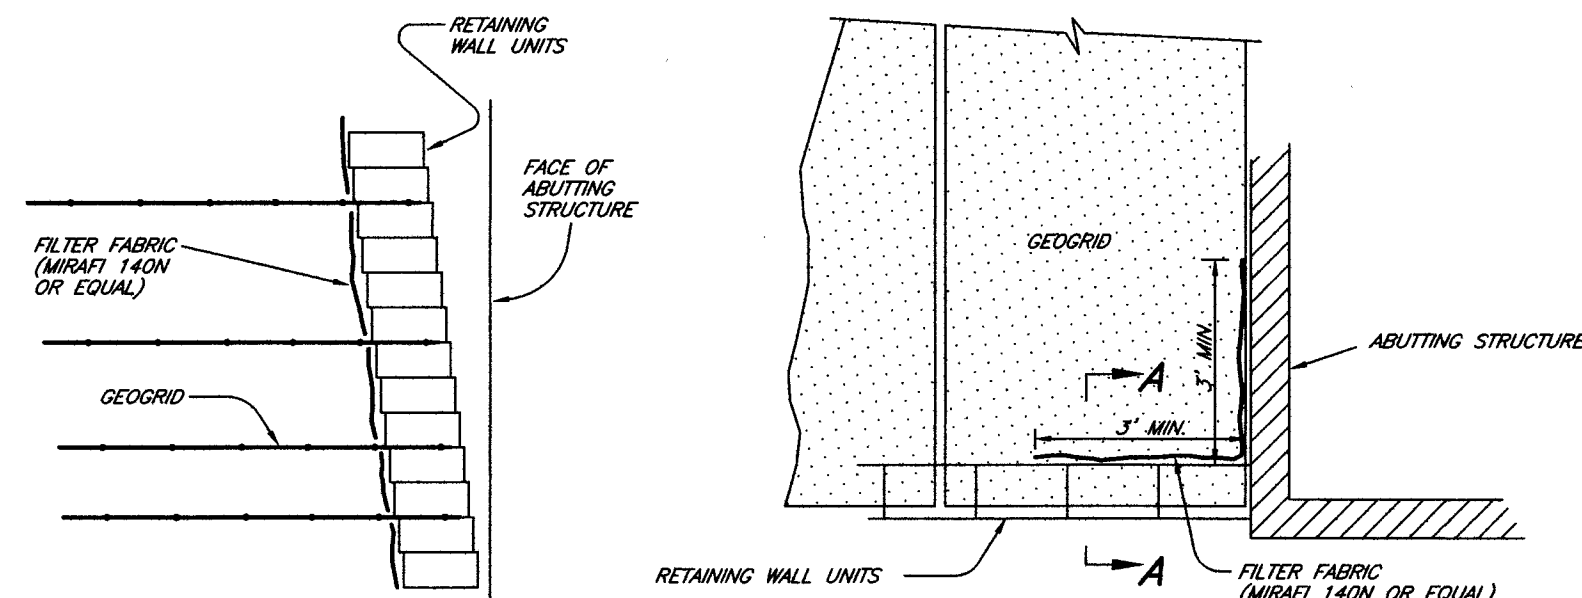 RETAINING
WALL UNITS
FACE OF
ABUTTING
STRUCTURE
FILTER FABRIC
(MIRAFI 140N
OR EQUAL)
GEOGRID
GEOGRID
3' MIN.
ABUTTING STRUCTURE
A
3' MIN.
RETAINING WALL UNITS
A
FILTER FABRIC
(MIRAFI 140N OR EQUAL)